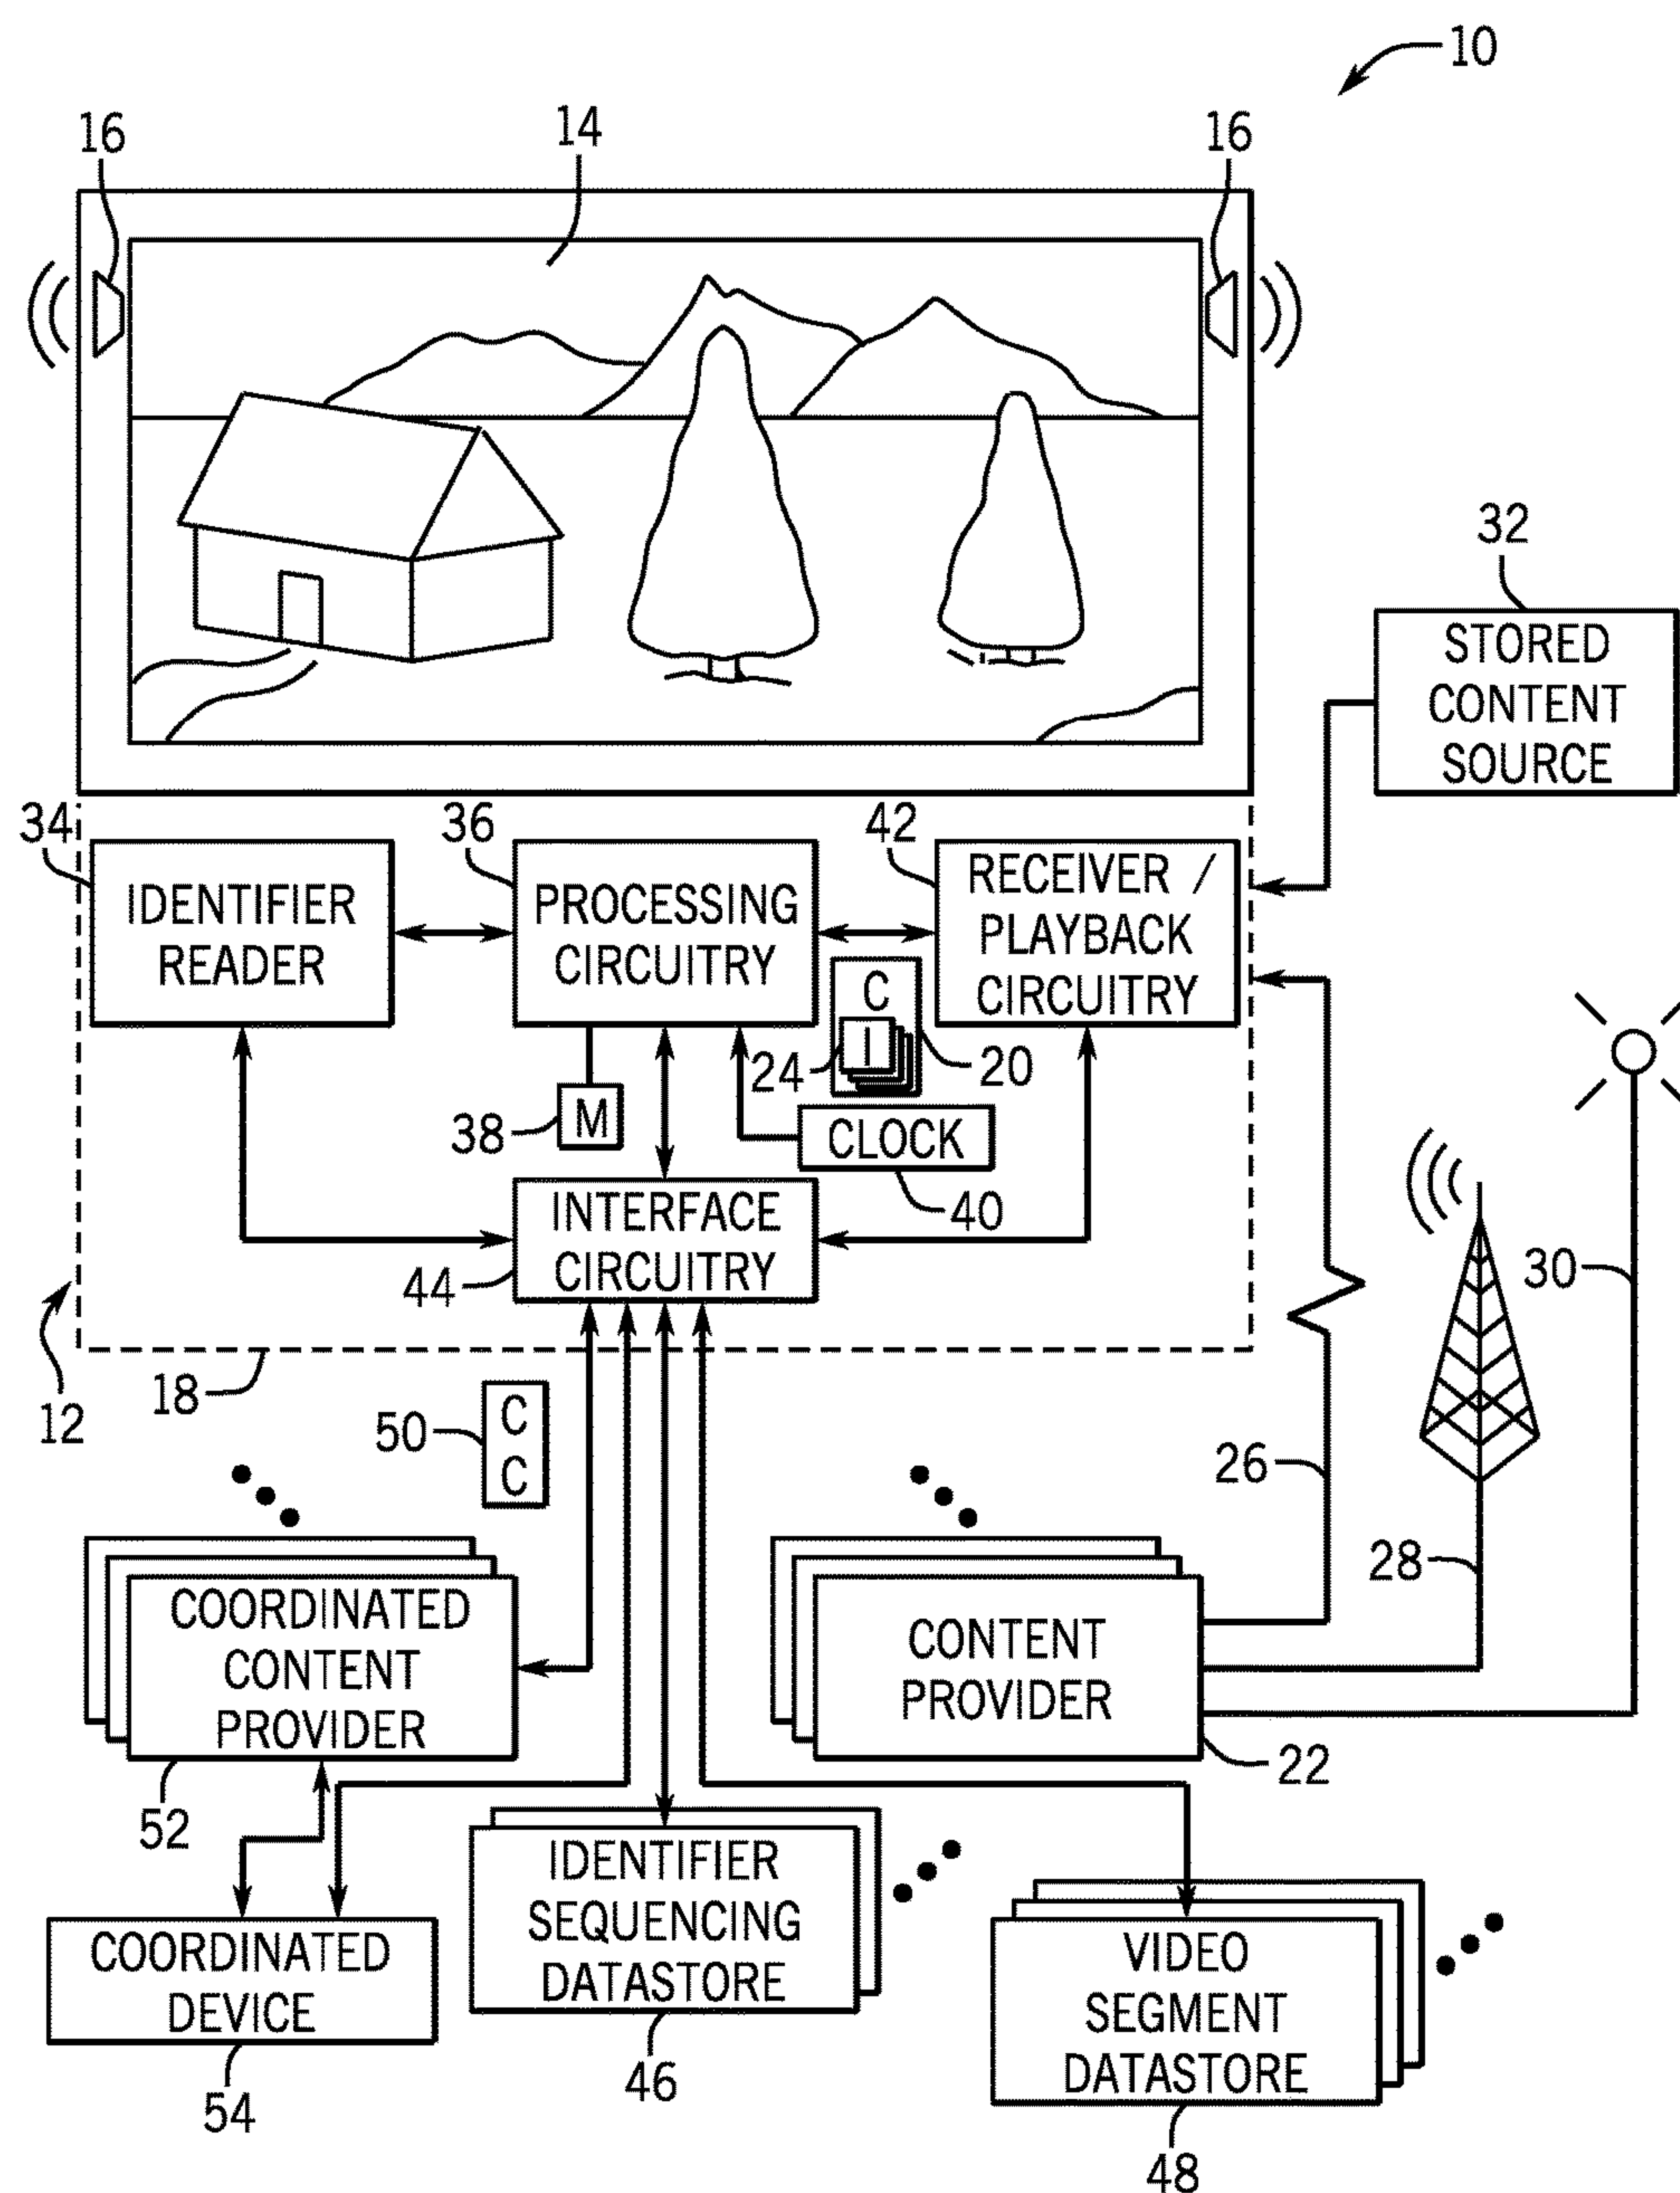 10
16
14
16
32
STORED
CONTENT
SOURCE
34
36
42
IDENTIFIER
READER
PROCESSING
CIRCUITRY
RECEIVER /
PLAYBACK
CIRCUITRY
C
I
24
20
38
M
CLOCK
40
INTERFACE
CIRCUITRY
44
30
12
18
50
C
C
26
28
COORDINATED
CONTENT
PROVIDER
CONTENT
PROVIDER
22
52
IDENTIFIER
SEQUENCING
DATASTORE
COORDINATED
DEVICE
VIDEO
SEGMENT
DATASTORE
46
54
48